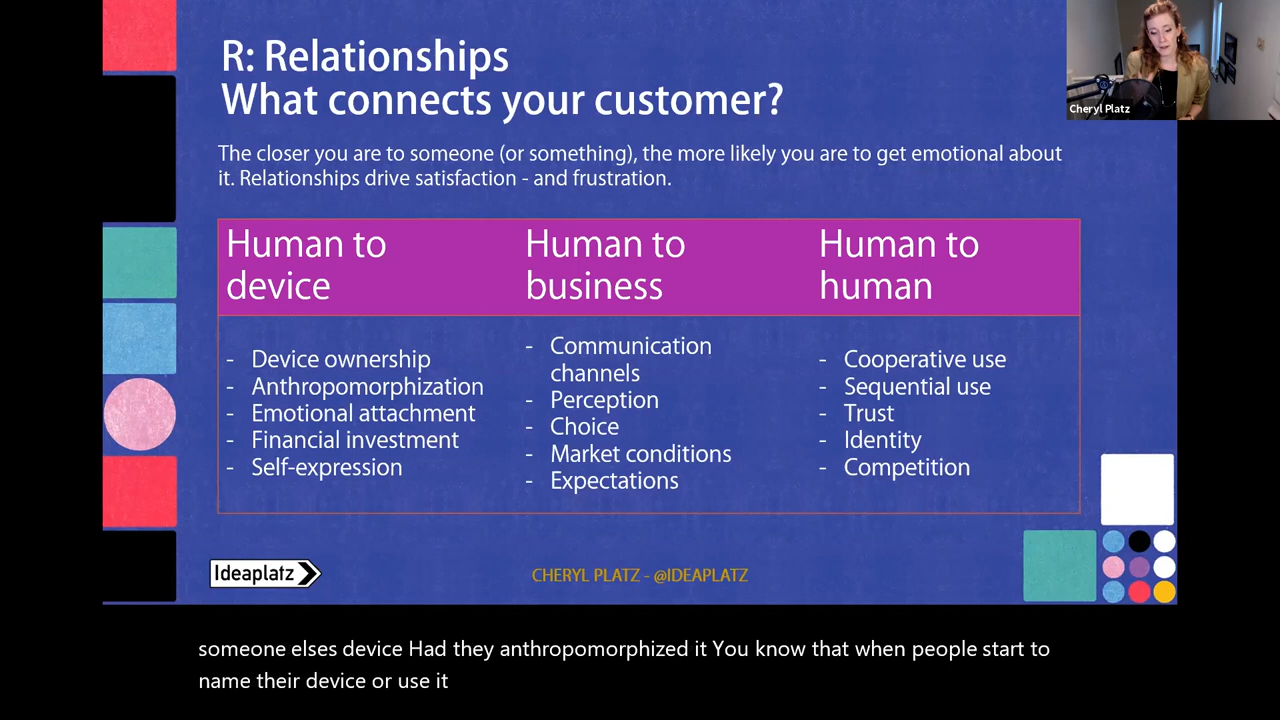 R: Relationships
What connects your customer?
Cheryl Platz
The closer you are to someone (or something), the more likely you are to get emotional about
it. Relationships drive satisfaction - and frustration.
Human to
device
- Device ownership
- Anthropomorphization
- Emotional attachment
- Financial investment
- Self-expression
Human to
business
- Communication
channels
- Perception
- Choice
- Market conditions
- Expectations
Human to
human
- Cooperative use
- Sequential use
- Trust
- Identity
- Competition
Ideaplatz
CHERYL PLATZ - @IDEAPLATZ
someone elses device Had they anthropomorphized it You know that when people start to
name their device or use it